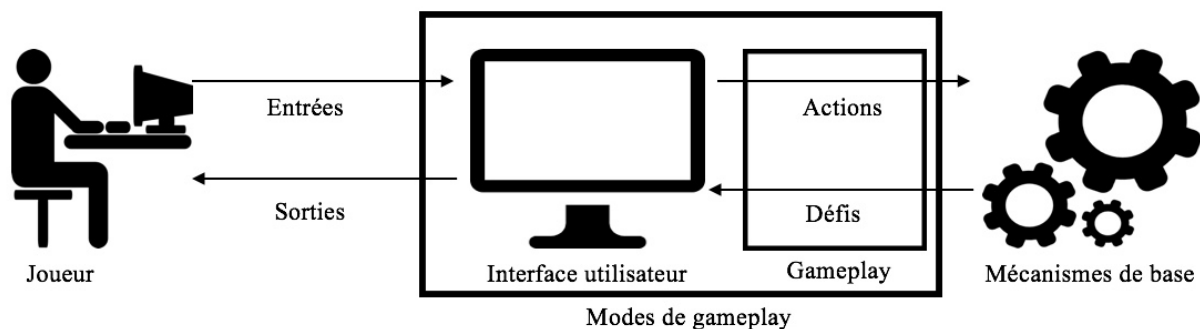 Entrées
Actions
Sorties
Défis
Joueur
Interface utilisateur
Gameplay
Mécanismes de base
Modes de gameplay